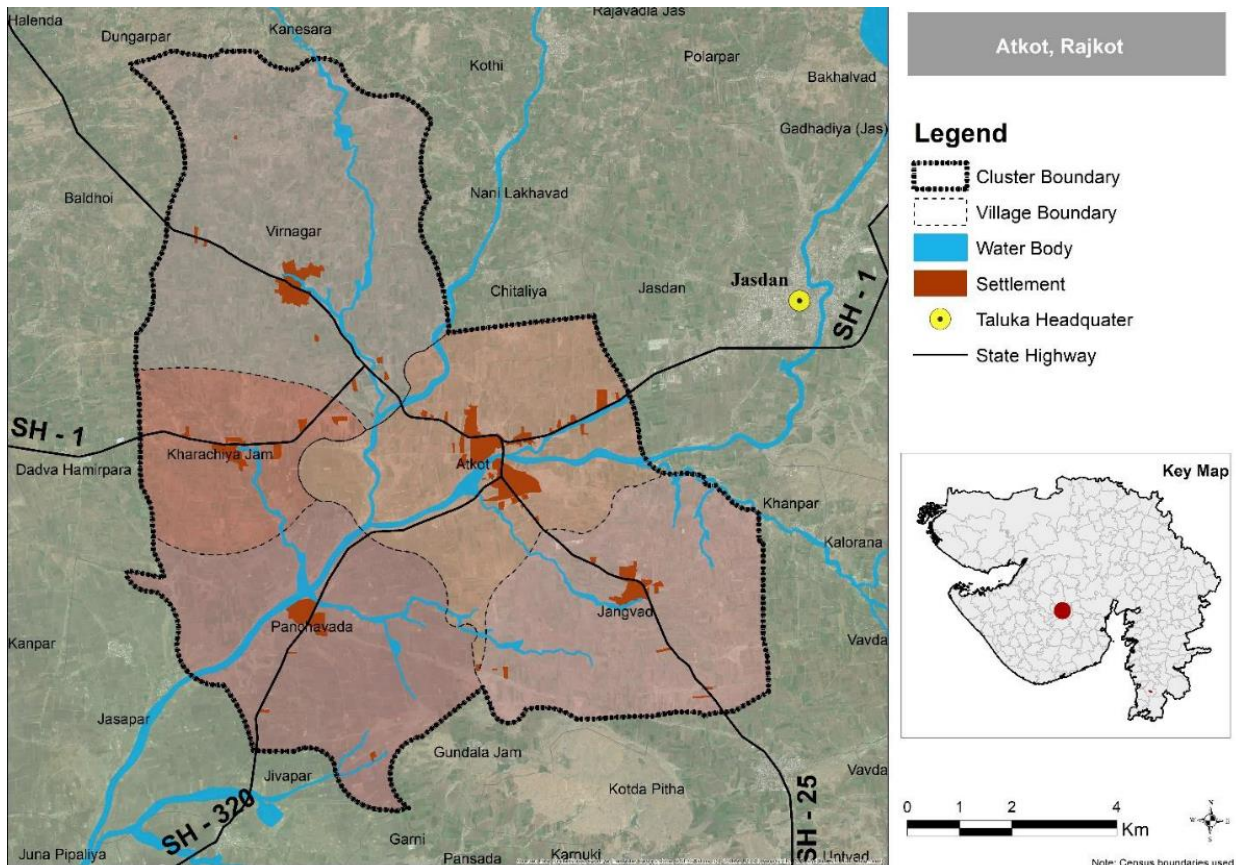 Halenda
Dungarpar
Kanesara
Rajavadla Jas
Kothi
Polarpar
Bakhalvad
Gadhadiya (Jas)
Baldhoi
Nani Lakhavad
Virnagar
Chitaliya
Jasdan
Jasdan
SH - 1
SH - 1
Kharachiya Jam
Dadva Hamirpara
Atkot
Khanpar
Kalorana
Jangvad
Panchavada
Kanpar
Vavda
Jasapar
Gundala Jam
Jivapar
Kotda Pitha
Vavda
SH - 320
SH - 25
Garni
Juna Pipaliya
Pansada
Kamuki
Untvad
Atkot, Rajkot
Legend
Cluster Boundary
Village Boundary
Water Body
Settlement
Taluka Headquater
State Highway
Key Map
0 1 2 4
Km
N
W E
S
Note: Census boundaries used